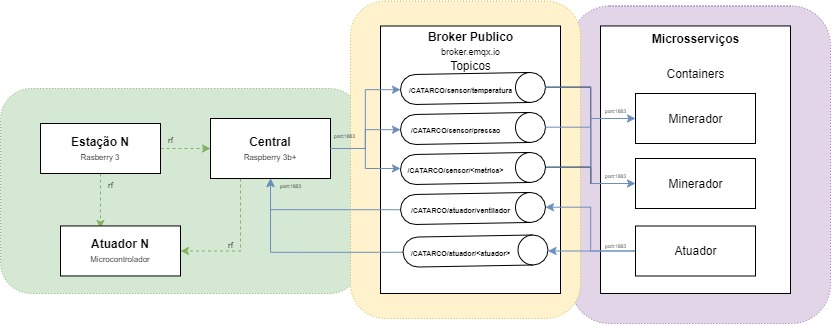 Broker Publico
broker.emqx.io
Topicos
/CATARCO/sensor/temperatura
/CATARCO/sensor/pressao
/CATARCO/sensor/<metrica>
/CATARCO/atuador/ventilador
/CATARCO/atuador/<atuador>
Microsserviços
Containers
Minerador
Minerador
Atuador
port:1883
port:1883
port:1883
Estação N
Rasberry 3
rf
Central
Raspberry 3b+
port:1883
port:1883
rf
rf
Atuador N
Microcontrolador